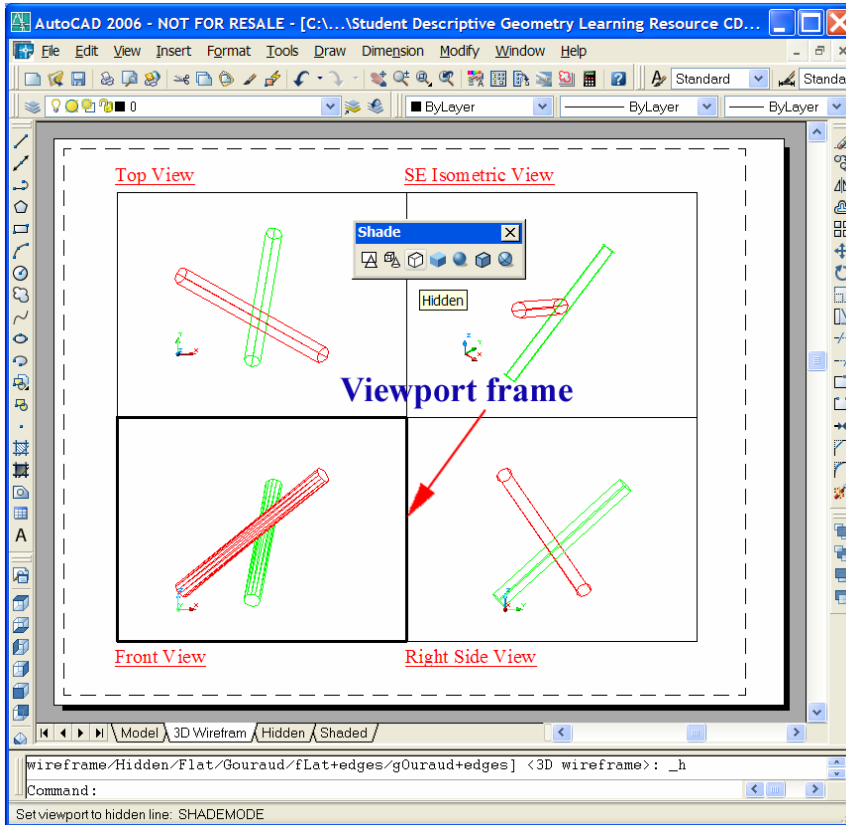 AutoCAD 2006 - NOT FOR RESALE - [C:\...\Student Descriptive Geometry Learning Resource CD...
File Edit View Insert Format Tools Draw Dimension Modify Window Help
Standard Standa
0 ByLayer ByLayer ByLayer
Top View SE Isometric View
Shade
Hidden
Viewport frame
Front View Right Side View
Model 3D Wirefram Hidden Shaded
wireframe/Hidden/Flat/Gouraud/fLat+edges/gOuraud+edges] <3D wireframe>: _h
Command:
Set viewport to hidden line: SHADEMODE